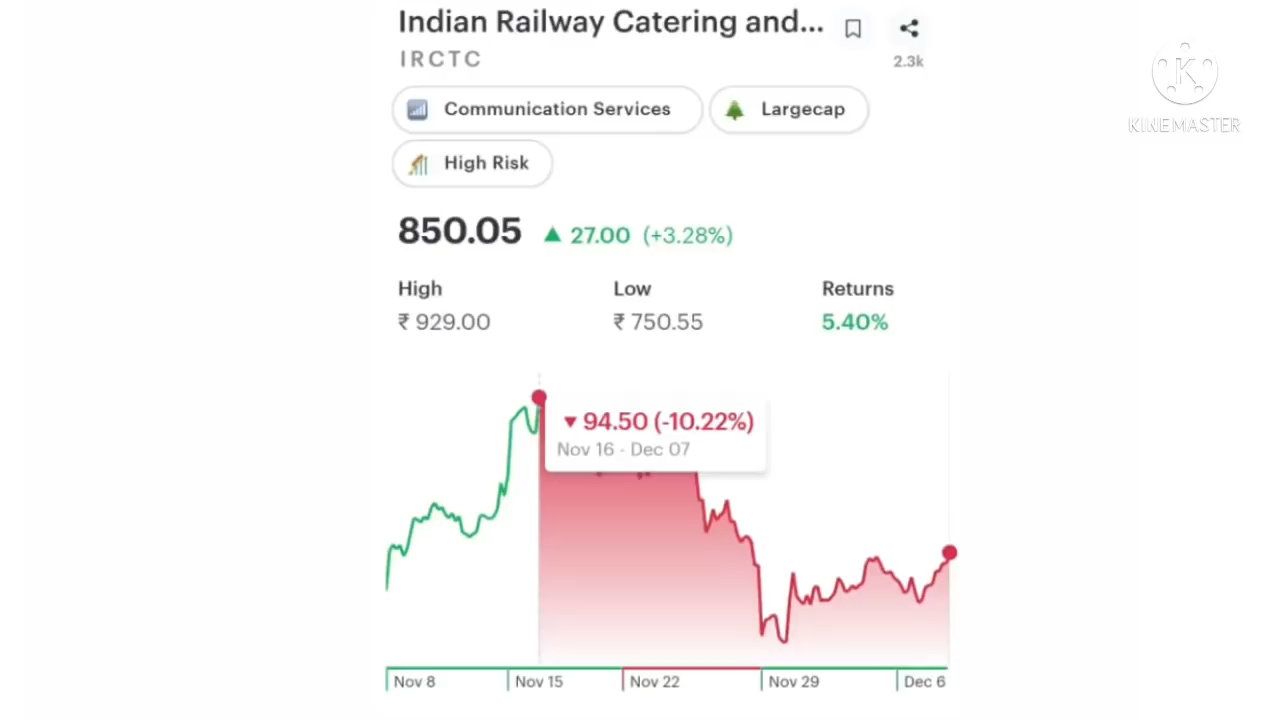 Indian Railway Catering and...
IRCTC
2.3k
KINEMASTER
Communication Services
Largecap
High Risk
850.05 ▲ 27.00 (+3.28%)
High Low Returns
₹ 929.00 ₹ 750.55 5.40%
▼ 94.50 (-10.22%)
Nov 16 - Dec 07
Nov 8 Nov 15 Nov 22 Nov 29 Dec 6